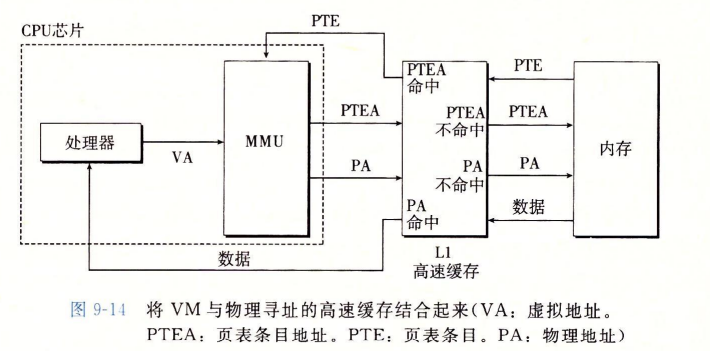 PTE
CPU芯片
PTEA
命中
PTE
处理器
VA
MMU
PTEA
PTEA
不命中
PTEA
内存
PA
PA
不命中
PA
PA
命中
数据
数据
L1
高速缓存
图 9-14 将 VM 与物理寻址的高速缓存结合起来(VA：虚拟地址。
PTEA：页表条目地址。PTE：页表条目。PA：物理地址)